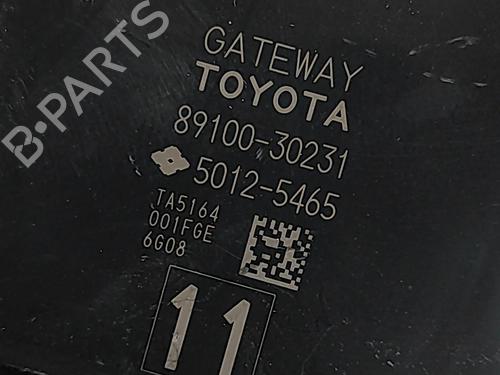 B-PARTS
GATEWAY
TOYOTA
89100-30231
5012-5465
TA5164
001FGE
6G08
11